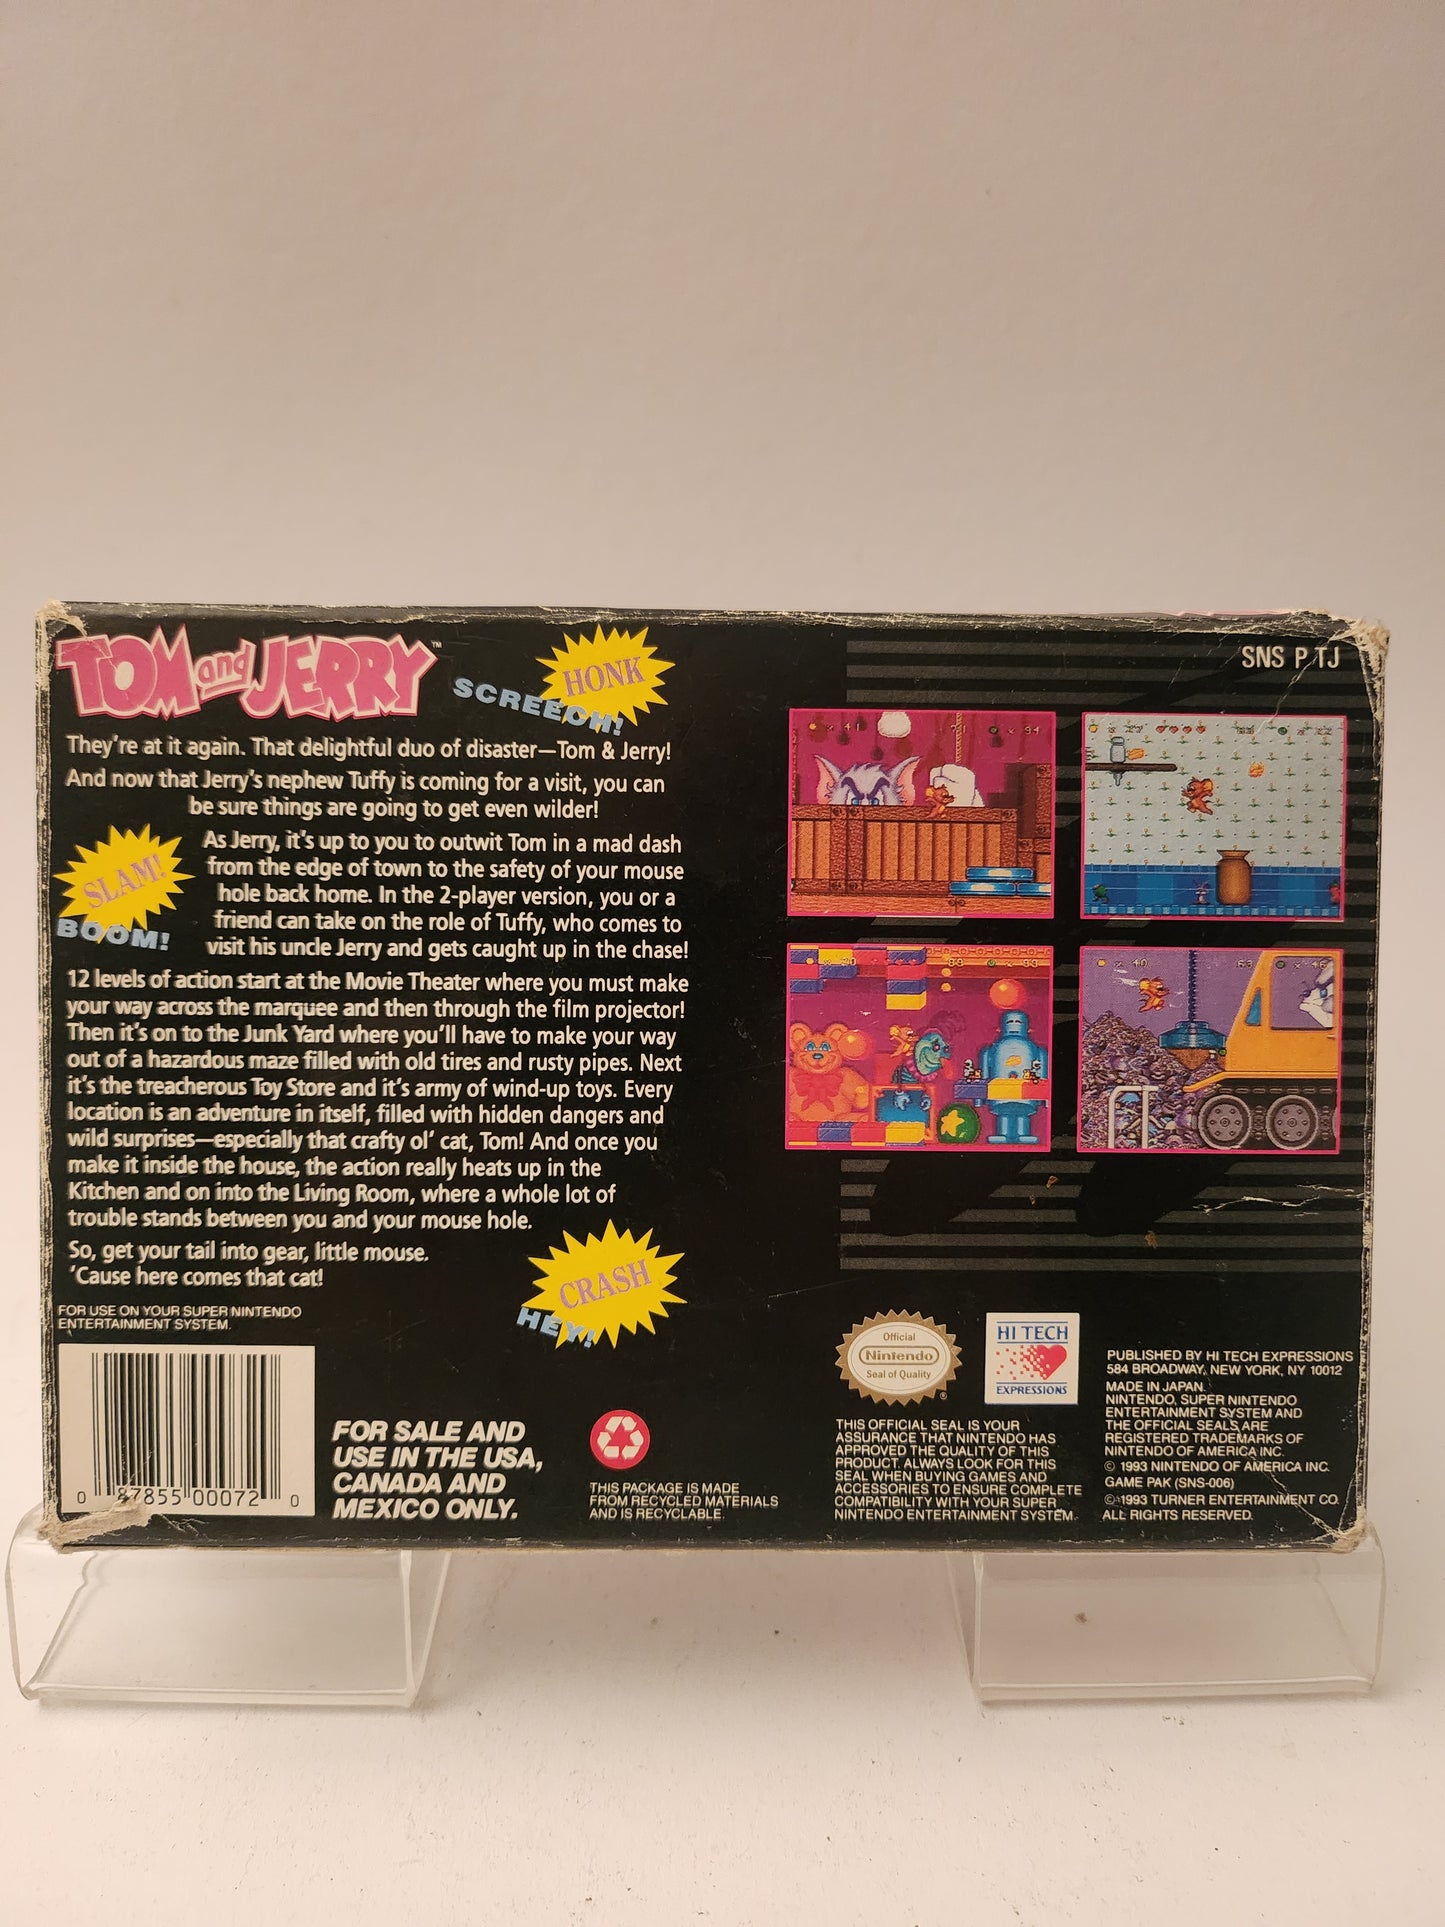 TOM and JERRY™
HONK
SCREECH!
SNS P TJ
They're at it again. That delightful duo of disaster—Tom & Jerry!
And now that Jerry's nephew Tuffy is coming for a visit, you can
be sure things are going to get even wilder!
SLAM!
BOOM!
As Jerry, it's up to you to outwit Tom in a mad dash
from the edge of town to the safety of your mouse
hole back home. In the 2-player version, you or a
friend can take on the role of Tuffy, who comes to
visit his uncle Jerry and gets caught up in the chase!
12 levels of action start at the Movie Theater where you must make
your way across the marquee and then through the film projector!
Then it's on to the Junk Yard where you'll have to make your way
out of a hazardous maze filled with old tires and rusty pipes. Next
it's the treacherous Toy Store and it's army of wind-up toys. Every
location is an adventure in itself, filled with hidden dangers and
wild surprises—especially that crafty ol' cat, Tom! And once you
make it inside the house, the action really heats up in the
Kitchen and on into the Living Room, where a whole lot of
trouble stands between you and your mouse hole.
So, get your tail into gear, little mouse.
'Cause here comes that cat!
CRASH
HEY!
FOR USE ON YOUR SUPER NINTENDO
ENTERTAINMENT SYSTEM.
0 87855 00072 0
FOR SALE AND
USE IN THE USA,
CANADA AND
MEXICO ONLY.
THIS PACKAGE IS MADE
FROM RECYCLED MATERIALS
AND IS RECYCLABLE.
Official
Nintendo
Seal of Quality
®
THIS OFFICIAL SEAL IS YOUR
ASSURANCE THAT NINTENDO HAS
APPROVED THE QUALITY OF THIS
PRODUCT. ALWAYS LOOK FOR THIS
SEAL WHEN BUYING GAMES AND
ACCESSORIES TO ENSURE COMPLETE
COMPATIBILITY WITH YOUR SUPER
NINTENDO ENTERTAINMENT SYSTEM.
HI TECH
EXPRESSIONS
PUBLISHED BY HI TECH EXPRESSIONS
584 BROADWAY, NEW YORK, NY 10012
MADE IN JAPAN
NINTENDO, SUPER NINTENDO
ENTERTAINMENT SYSTEM AND
THE OFFICIAL SEALS ARE
REGISTERED TRADEMARKS OF
NINTENDO OF AMERICA INC.
© 1993 NINTENDO OF AMERICA INC.
GAME PAK (SNS-006)
© 1993 TURNER ENTERTAINMENT CO.
ALL RIGHTS RESERVED.